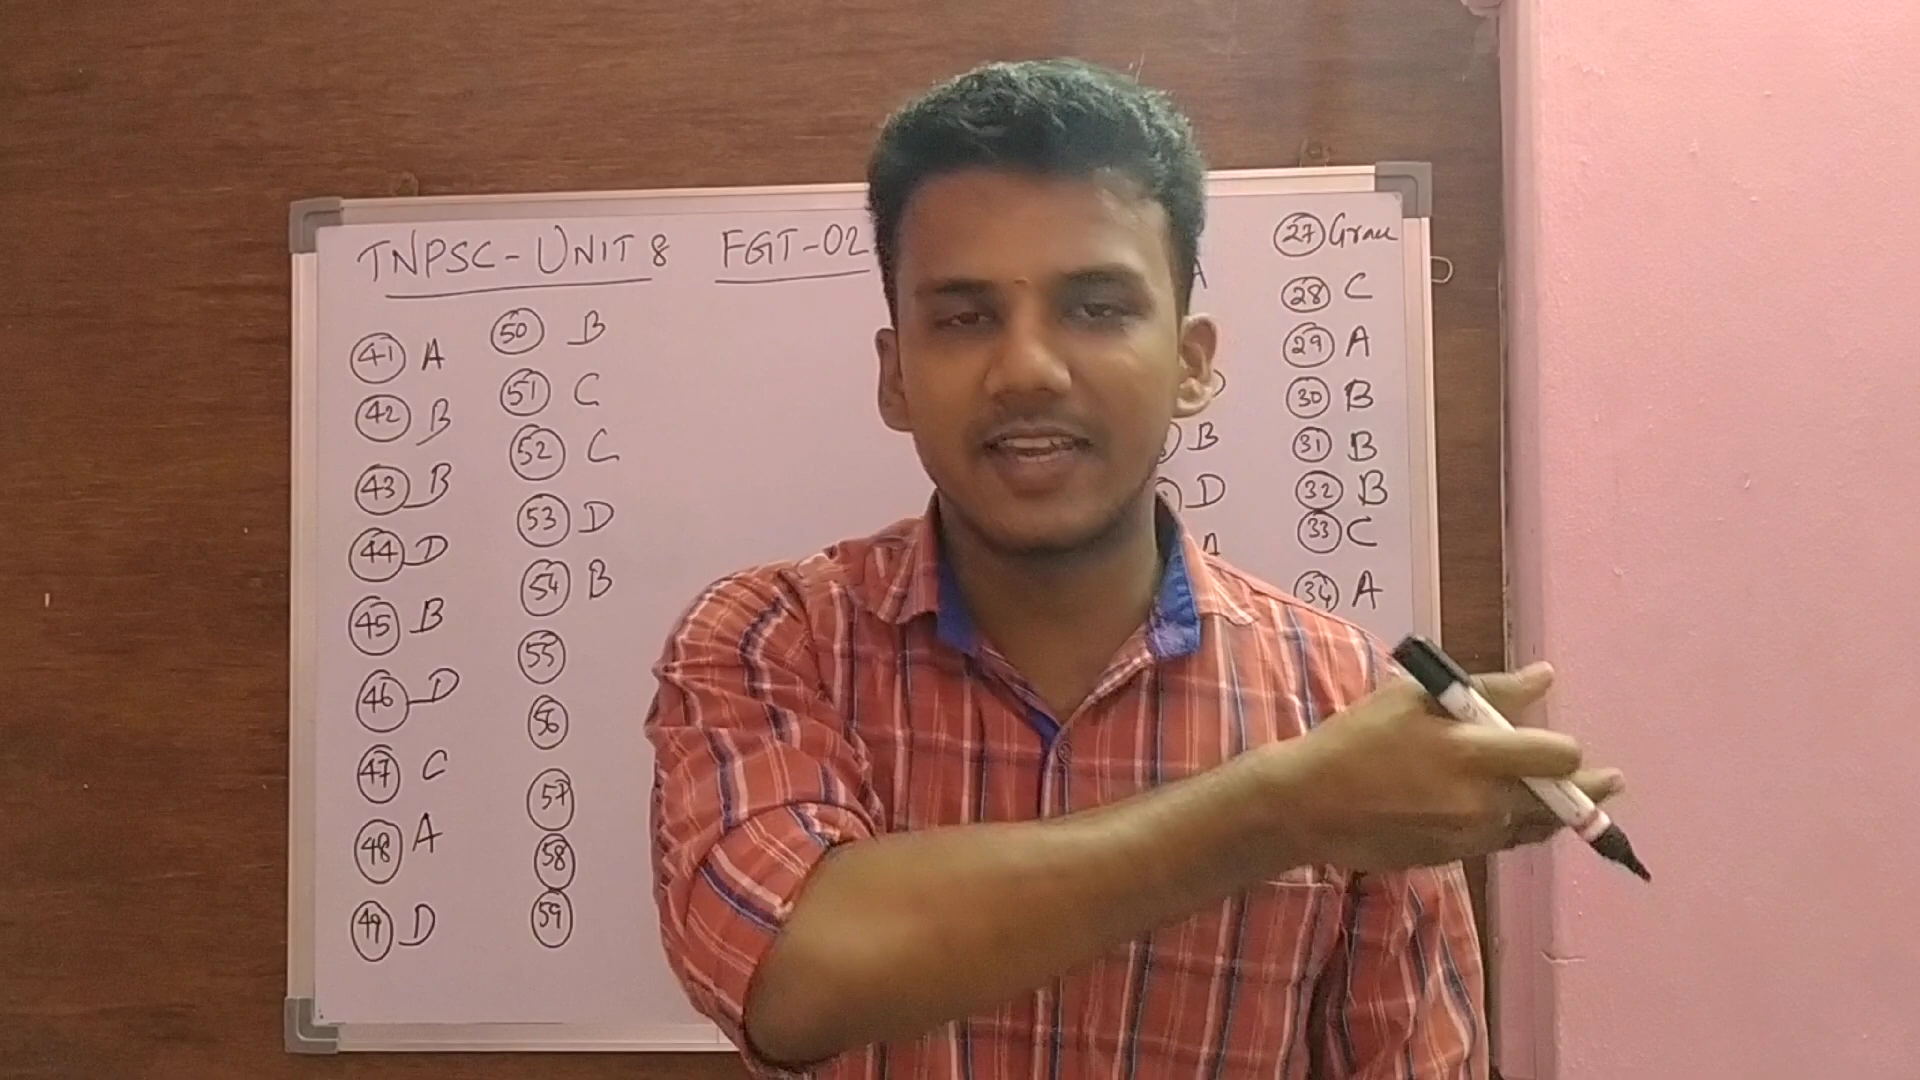 TNPSC - UNIT 8 FGT-02
41 A
42 B
43 B
44 D
45 B
46 D
47 C
48 A
49 D
50 B
51 C
52 C
53 D
54 B
55
56
57
58
59
A
B
D
A
27 Grace
28 C
29 A
30 B
31 B
32 B
33 C
34 A